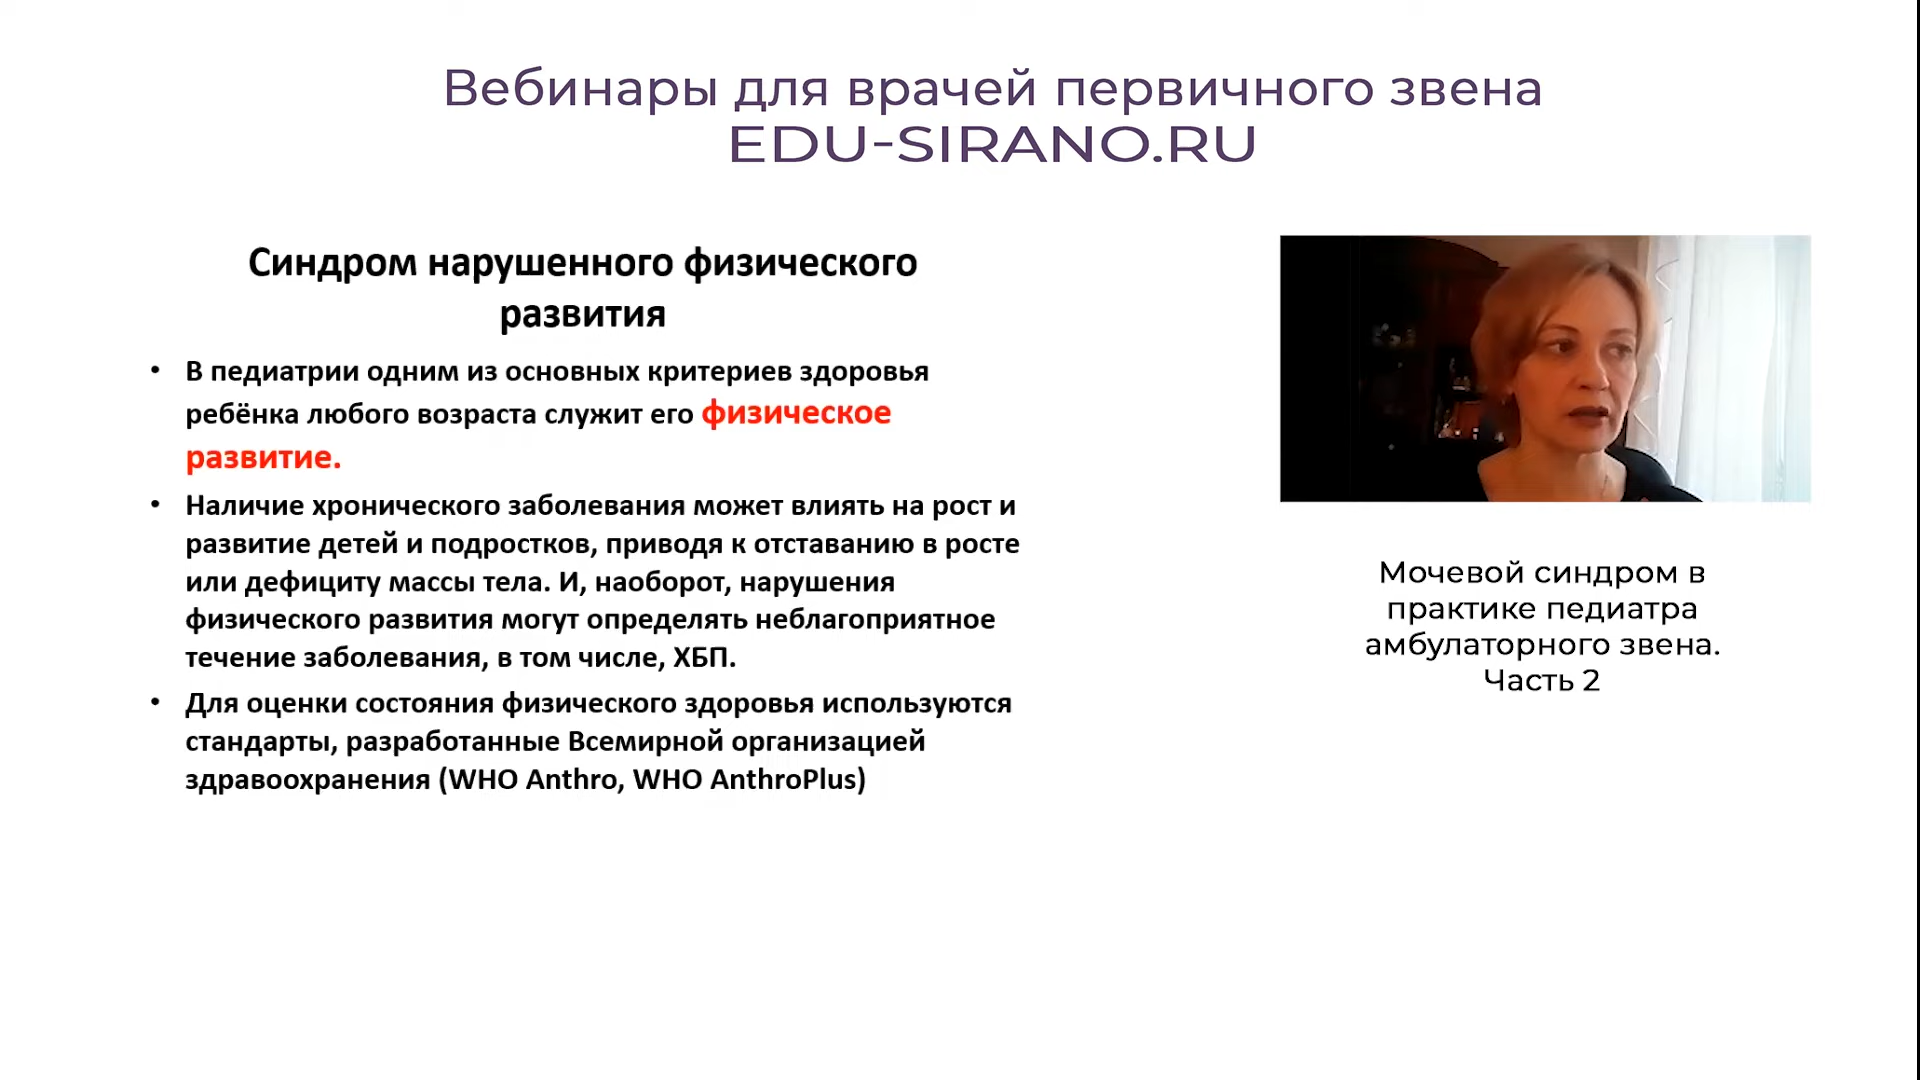 Вебинары для врачей первичного звена
EDU-SIRANO.RU
Синдром нарушенного физического
развития
• В педиатрии одним из основных критериев здоровья
ребёнка любого возраста служит его физическое
развитие.
• Наличие хронического заболевания может влиять на рост и
развитие детей и подростков, приводя к отставанию в росте
или дефициту массы тела. И, наоборот, нарушения
физического развития могут определять неблагоприятное
течение заболевания, в том числе, ХБП.
• Для оценки состояния физического здоровья используются
стандарты, разработанные Всемирной организацией
здравоохранения (WHO Anthro, WHO AnthroPlus)
Мочевой синдром в
практике педиатра
амбулаторного звена.
Часть 2